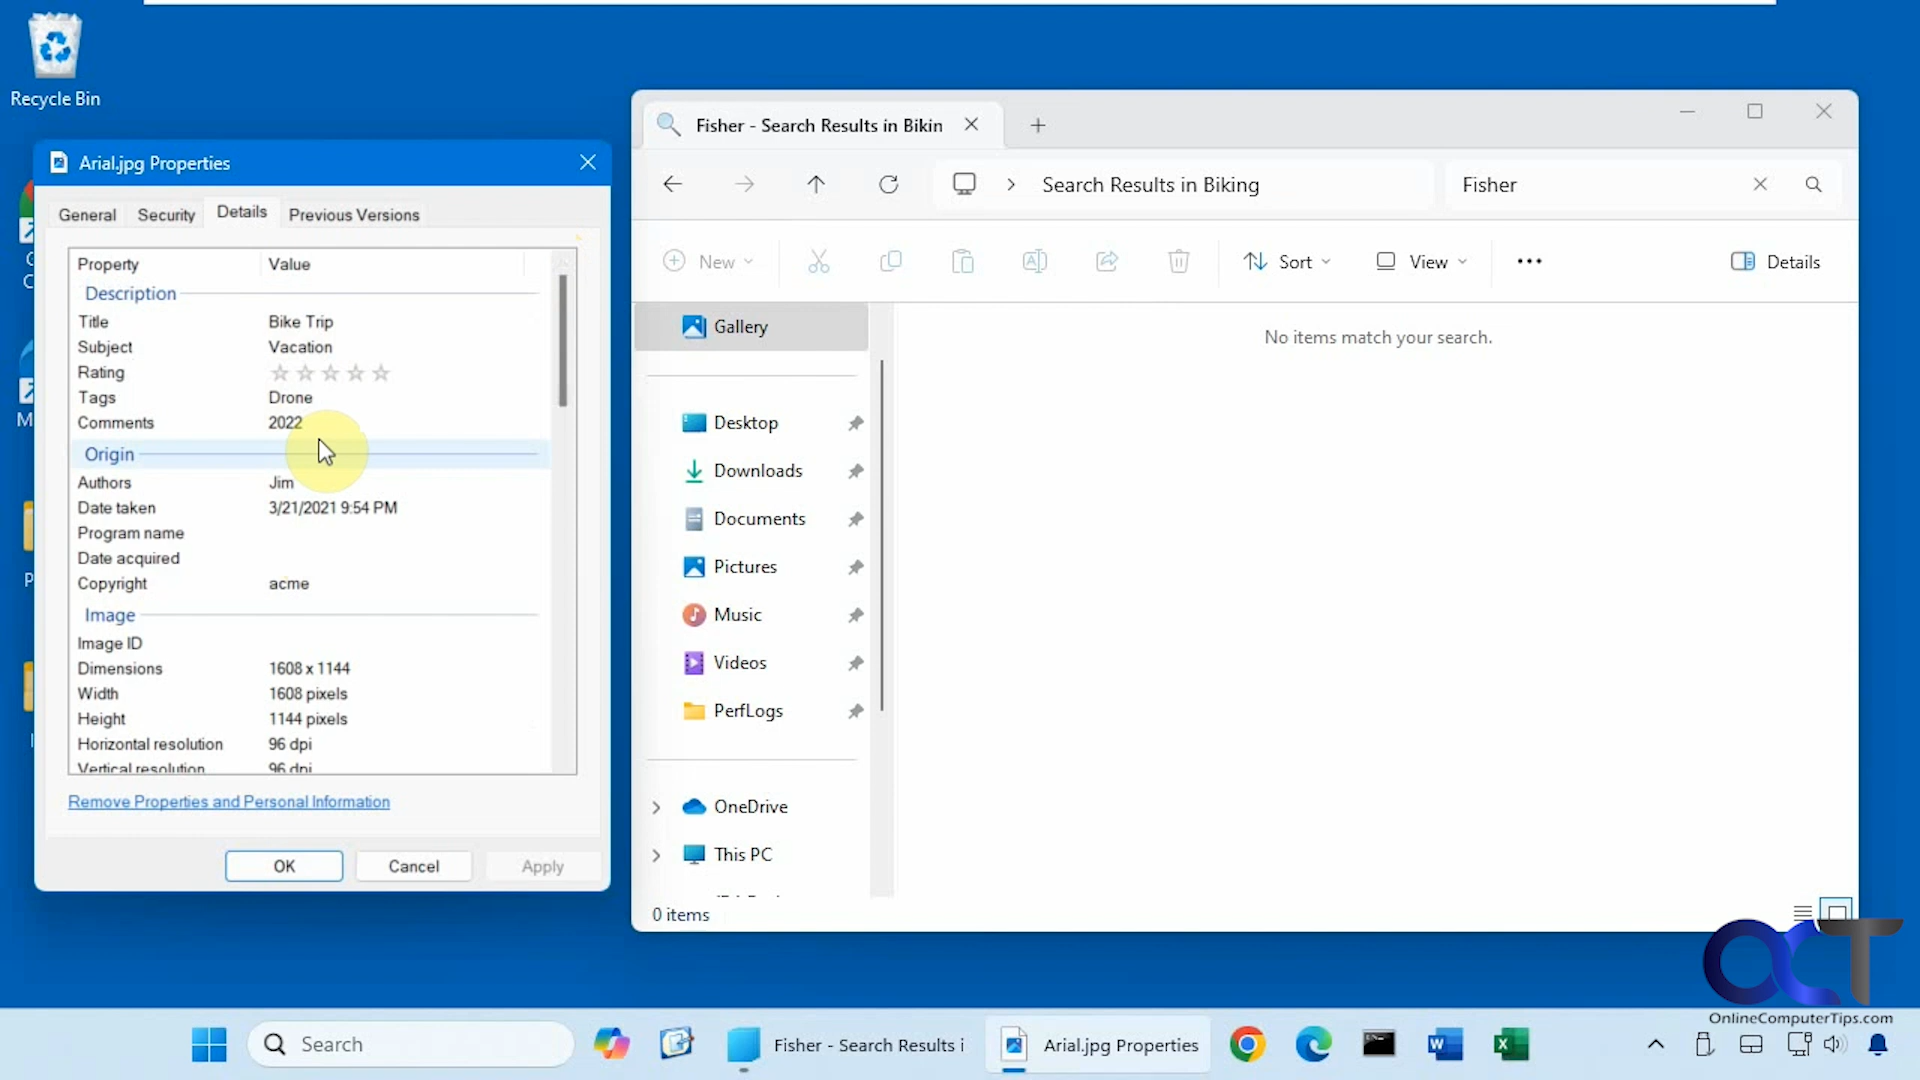 Recycle Bin
Arial.jpg Properties
General Security Details Previous Versions
Property Value
Description
Title Bike Trip
Subject Vacation
Rating
Tags Drone
Comments 2022
Origin
Authors Jim
Date taken 3/21/2021 9:54 PM
Program name
Date acquired
Copyright acme
Image
Image ID
Dimensions 1608 x 1144
Width 1608 pixels
Height 1144 pixels
Horizontal resolution 96 dpi
Vertical resolution 96 dpi
Remove Properties and Personal Information
OK Cancel Apply
Fisher - Search Results in Bikin
Search Results in Biking
Fisher
New Sort View Details
Gallery
No items match your search.
Desktop
Downloads
Documents
Pictures
Music
Videos
PerfLogs
OneDrive
This PC
0 items
OCT
OnlineComputerTips.com
Search
Fisher - Search Results i
Arial.jpg Properties